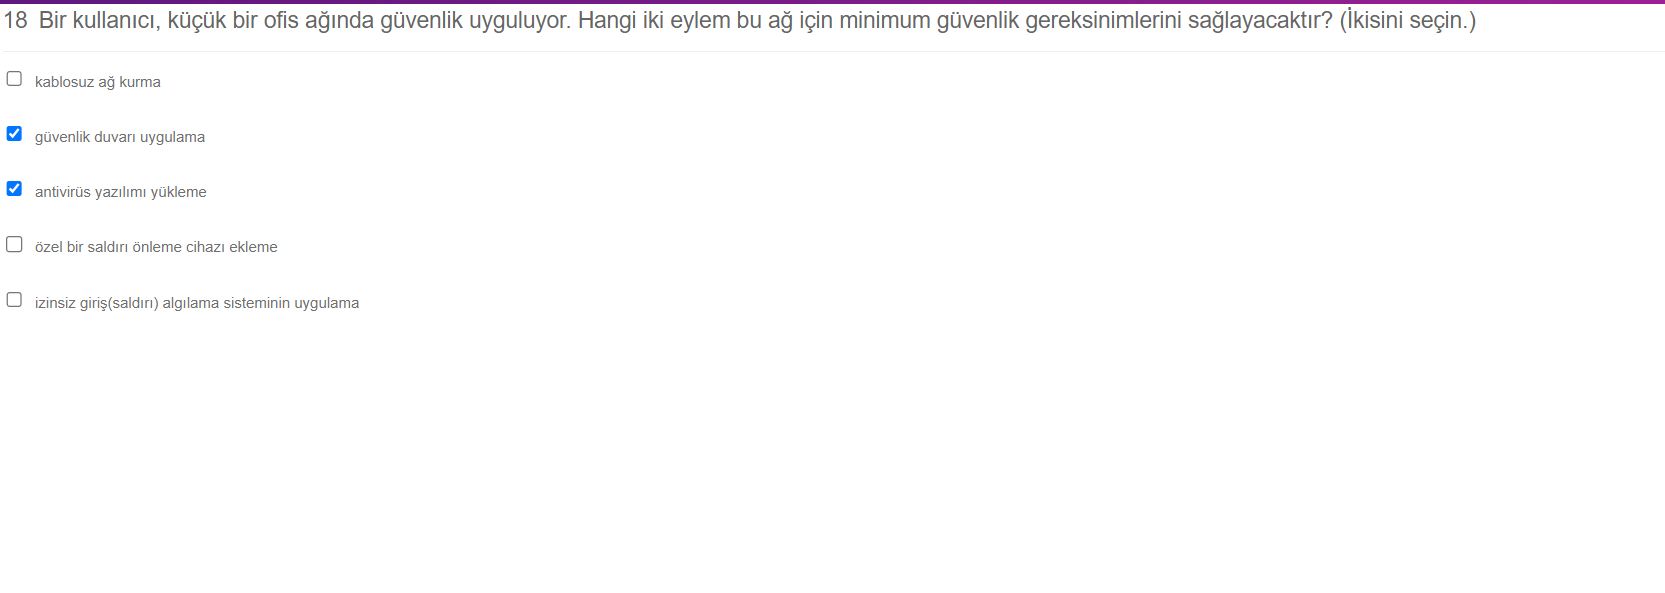 18 Bir kullanıcı, küçük bir ofis ağında güvenlik uyguluyor. Hangi iki eylem bu ağ için minimum güvenlik gereksinimlerini sağlayacaktır? (İkisini seçin.)
kablosuz ağ kurma
güvenlik duvarı uygulama
antivirüs yazılımı yükleme
özel bir saldırı önleme cihazı ekleme
izinsiz giriş(saldırı) algılama sisteminin uygulama